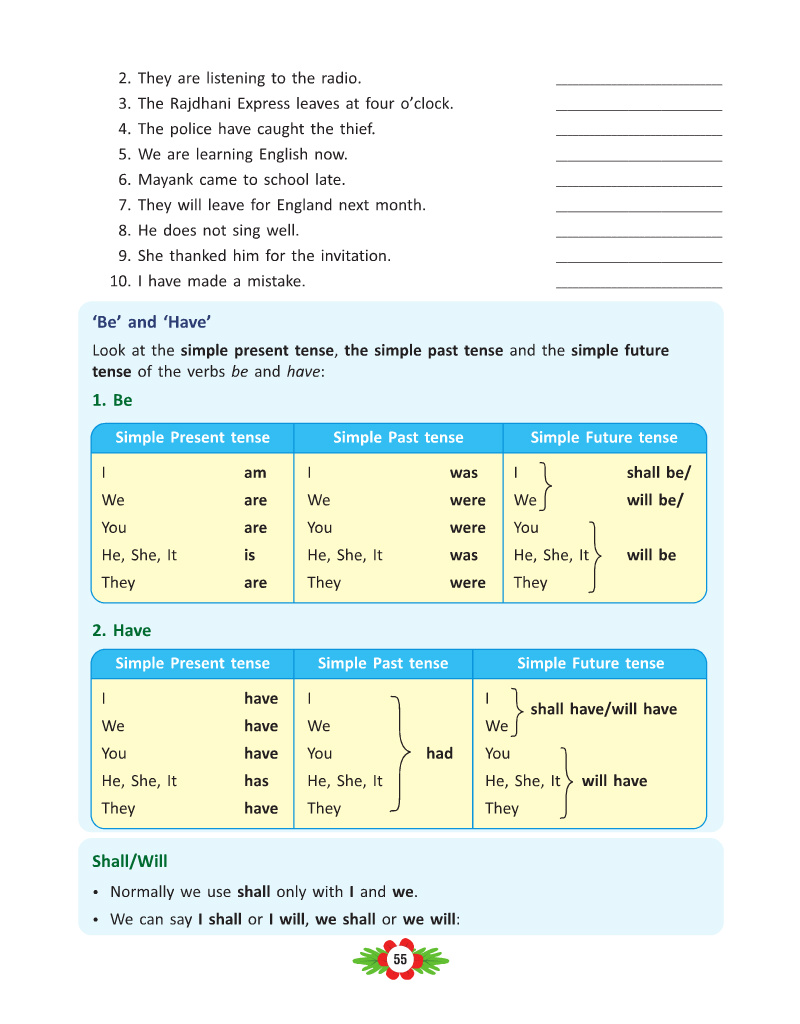 2. They are listening to the radio. ____________________
3. The Rajdhani Express leaves at four o’clock. ____________________
4. The police have caught the thief. ____________________
5. We are learning English now. ____________________
6. Mayank came to school late. ____________________
7. They will leave for England next month. ____________________
8. He does not sing well. ____________________
9. She thanked him for the invitation. ____________________
10. I have made a mistake. ____________________
‘Be’ and ‘Have’
Look at the simple present tense, the simple past tense and the simple future
tense of the verbs be and have:
1. Be
Simple Present tense Simple Past tense Simple Future tense
I am I was I shall be/
We are We were We will be/
You are You were You
He, She, It is He, She, It was He, She, It will be
They are They were They
2. Have
Simple Present tense Simple Past tense Simple Future tense
I have I I shall have/will have
We have We We
You have You had You
He, She, It has He, She, It He, She, It will have
They have They They
Shall/Will
• Normally we use shall only with I and we.
• We can say I shall or I will, we shall or we will:
55